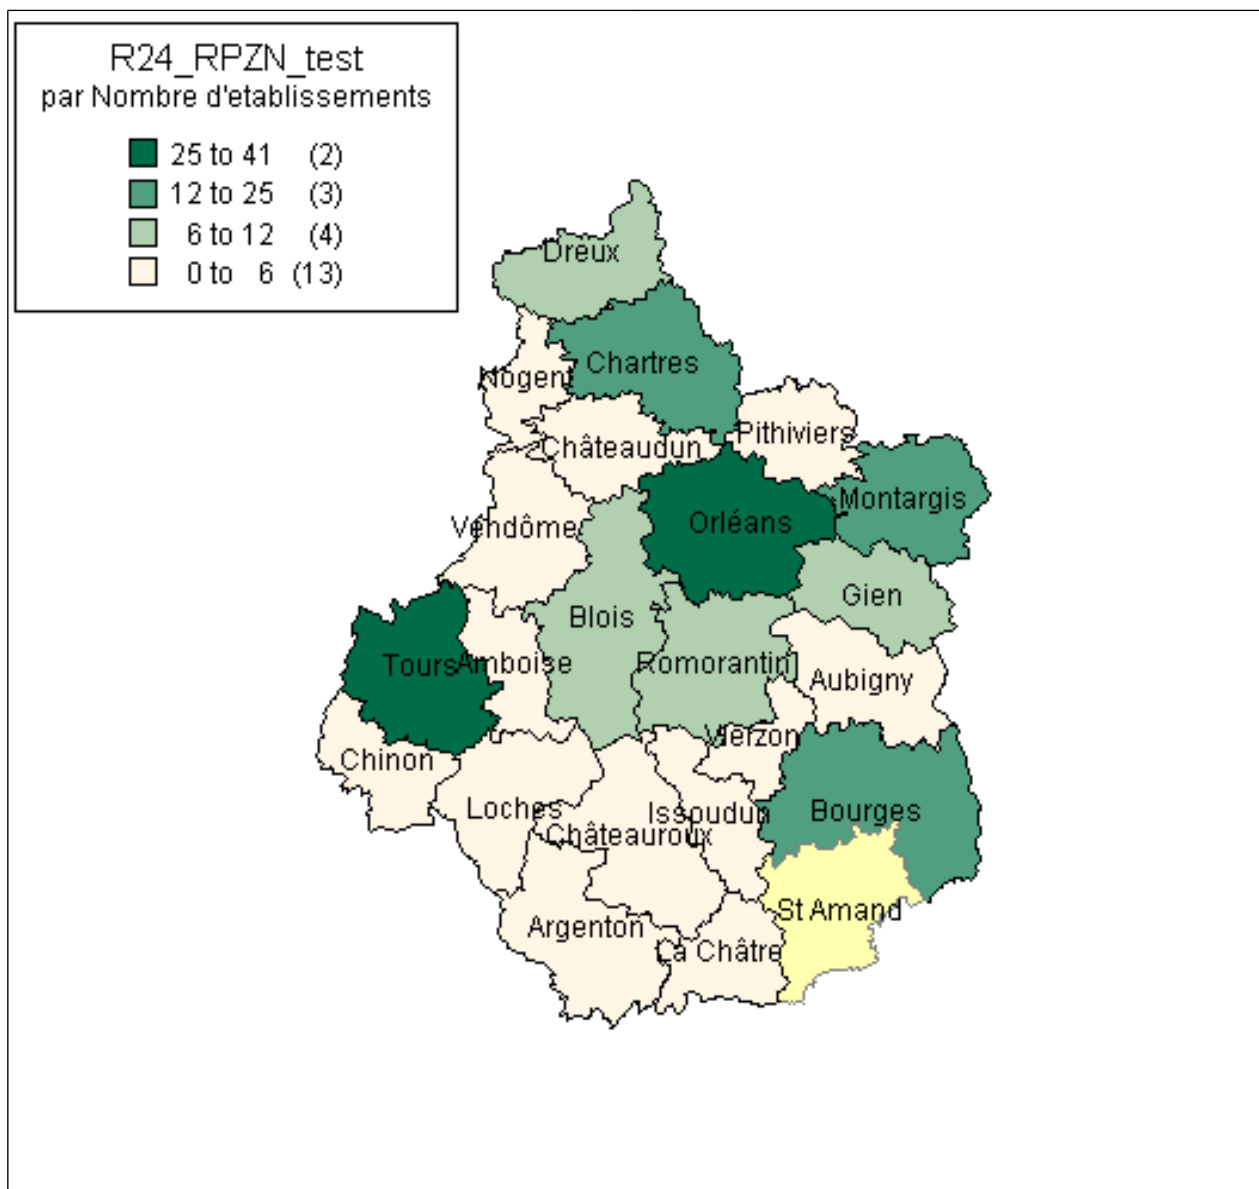 R24_RPZN_test
par Nombre d'etablissements
25 to 41 (2)
12 to 25 (3)
6 to 12 (4)
0 to 6 (13)
Dreux
Chartres
Nogent
Châteaudun
Pithiviers
Montargis
Orléans
Vendôme
Gien
Blois
Tours
Amboise
Romorantin
Aubigny
Vierzon
Chinon
Loches
Issoudun
Bourges
Châteauroux
St Amand
Argenton
La Châtre